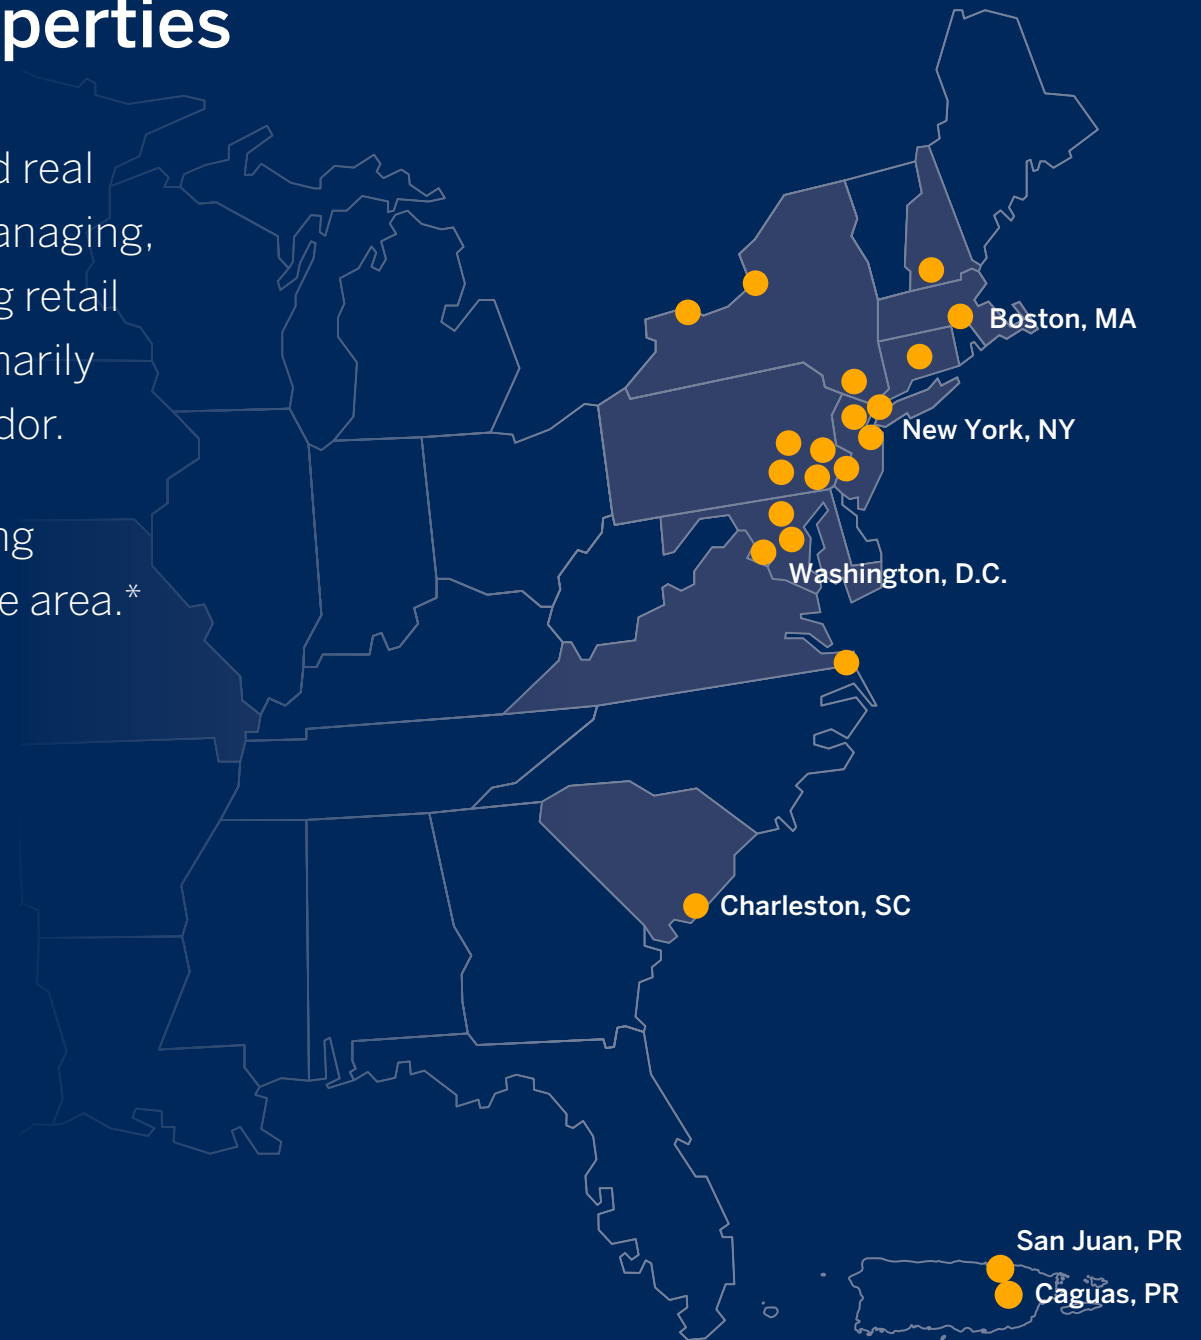 perties
d real
anaging,
g retail
narily
dor.
ng
e area.*
Boston, MA
New York, NY
Washington, D.C.
Charleston, SC
San Juan, PR
Caguas, PR